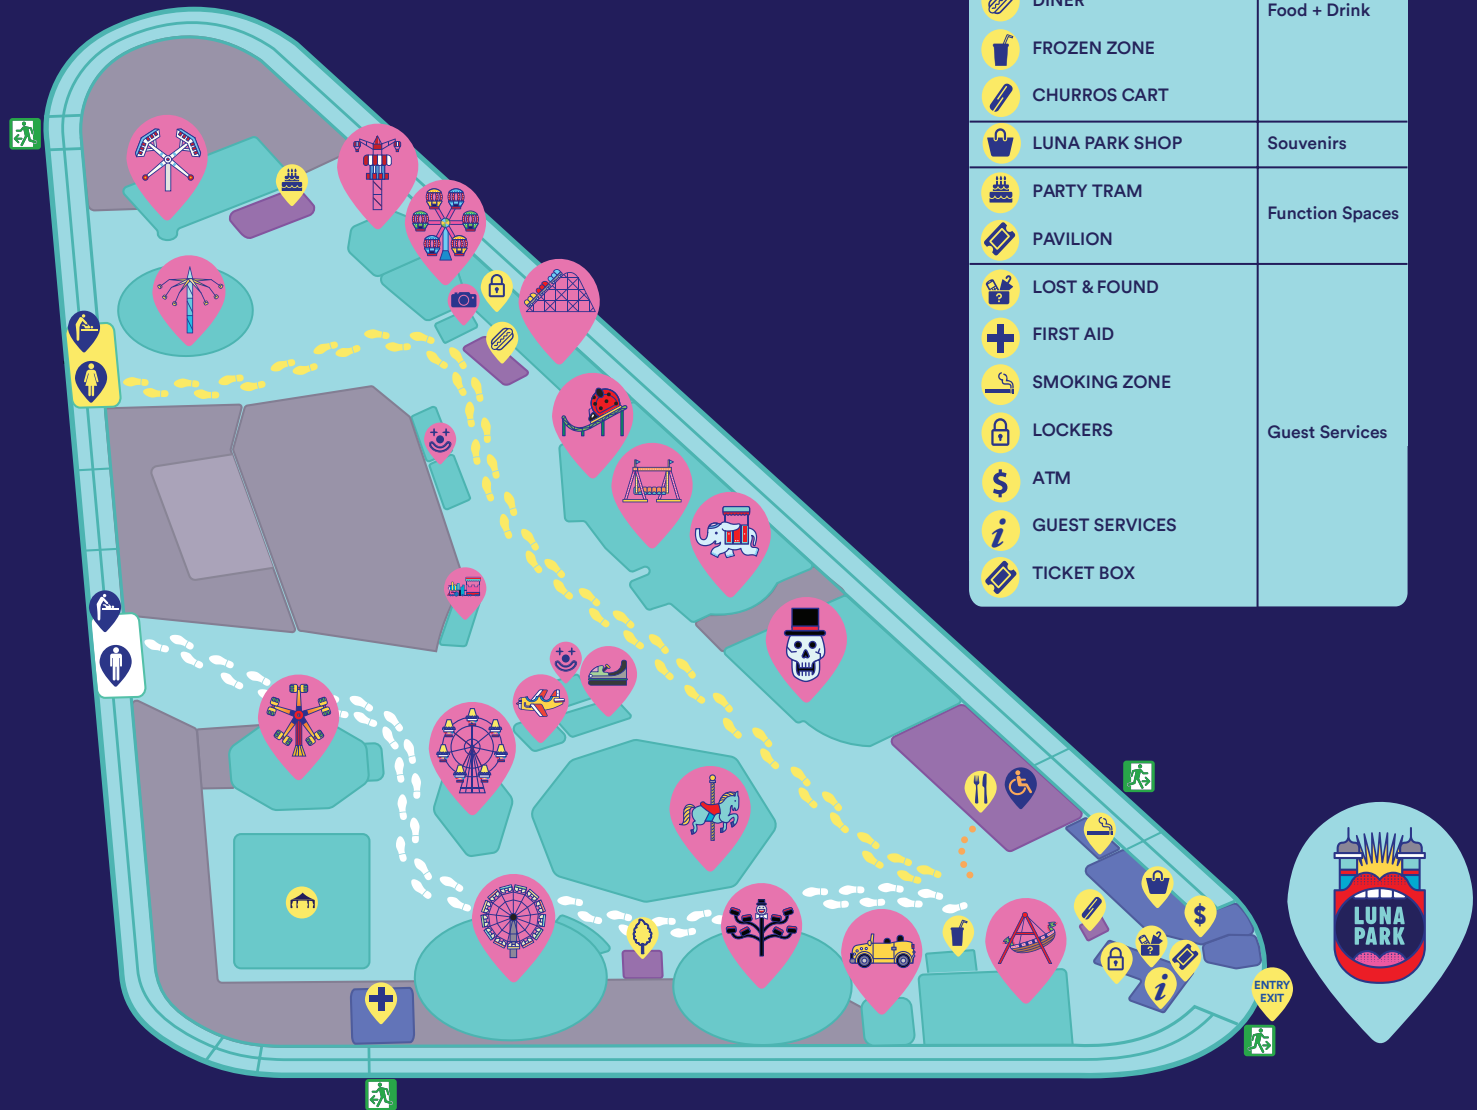 DINER
Food + Drink
FROZEN ZONE
CHURROS CART
LUNA PARK SHOP
Souvenirs
PARTY TRAM
Function Spaces
PAVILION
LOST & FOUND
FIRST AID
SMOKING ZONE
LOCKERS
Guest Services
ATM
GUEST SERVICES
TICKET BOX
$
?
i
$
?
i
ENTRY
EXIT
LUNA
PARK